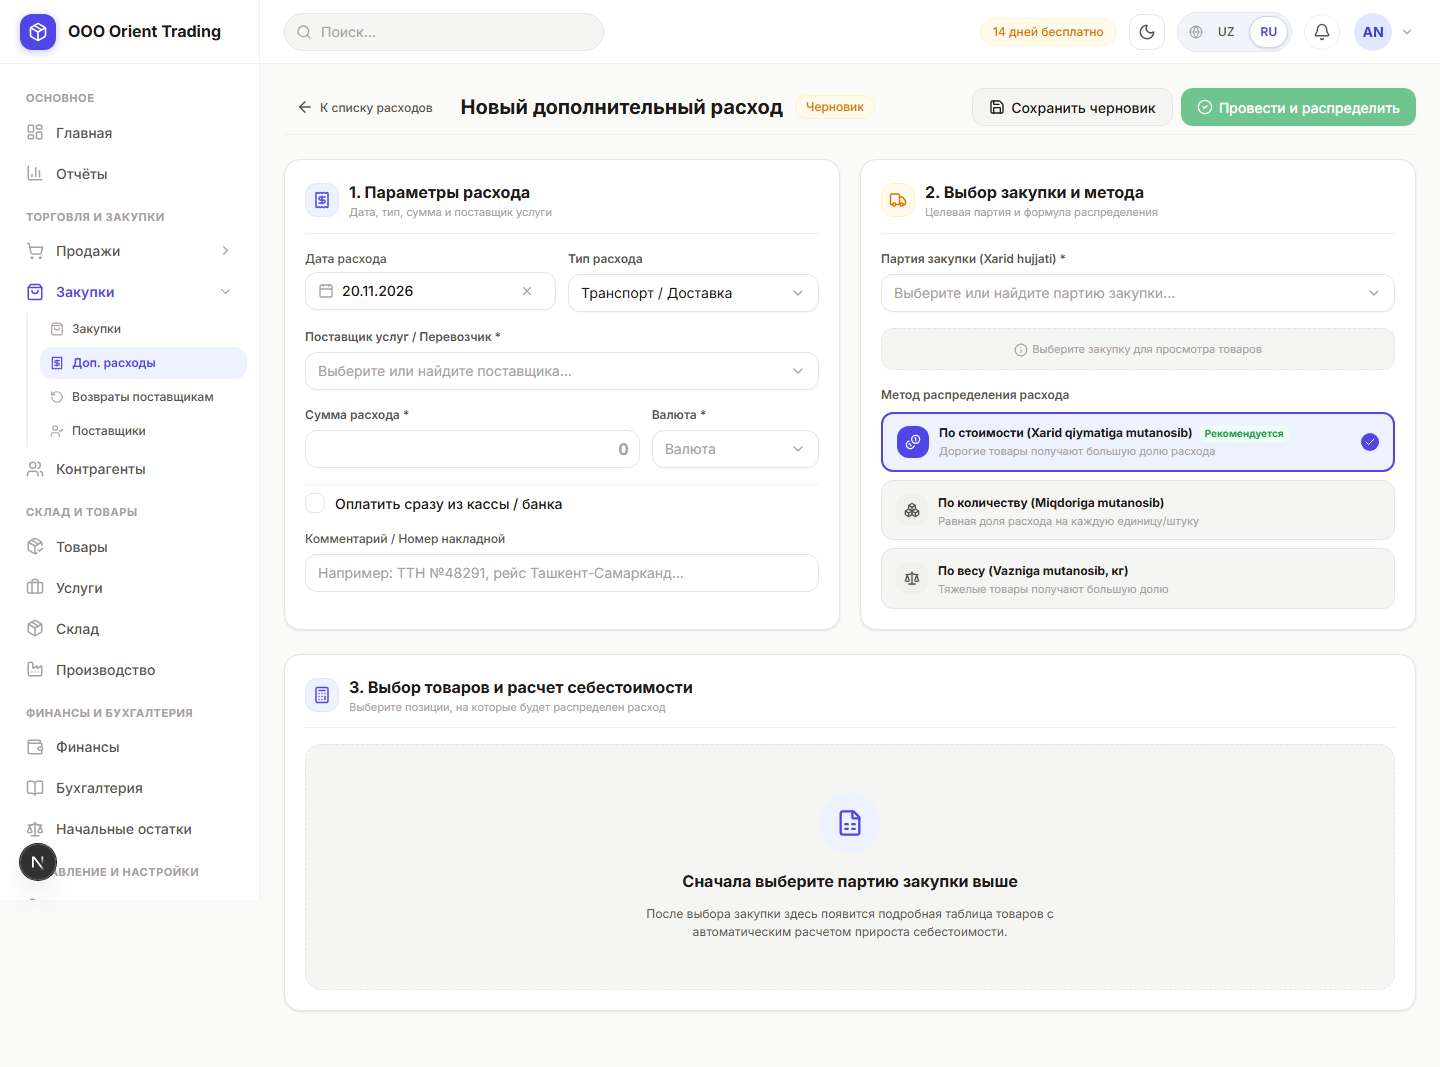 OOO Orient Trading
Поиск...
14 дней бесплатно
UZ
RU
AN
ОСНОВНОЕ
Главная
Отчёты
ТОРГОВЛЯ И ЗАКУПКИ
Продажи
Закупки
Закупки
Доп. расходы
Возвраты поставщикам
Поставщики
Контрагенты
СКЛАД И ТОВАРЫ
Товары
Услуги
Склад
Производство
ФИНАНСЫ И БУХГАЛТЕРИЯ
Финансы
Бухгалтерия
Начальные остатки
N
АВЛЕНИЕ И НАСТРОЙКИ
К списку расходов
Новый дополнительный расход
Черновик
Сохранить черновик
Провести и распределить
1. Параметры расхода
Дата, тип, сумма и поставщик услуги
Дата расхода
20.11.2026
Тип расхода
Транспорт / Доставка
Поставщик услуг / Перевозчик *
Выберите или найдите поставщика...
Сумма расхода *
0
Валюта *
Валюта
Оплатить сразу из кассы / банка
Комментарий / Номер накладной
Например: ТТН №48291, рейс Ташкент-Самарканд...
2. Выбор закупки и метода
Целевая партия и формула распределения
Партия закупки (Xarid hujjati) *
Выберите или найдите партию закупки...
Выберите закупку для просмотра товаров
Метод распределения расхода
По стоимости (Xarid qiymatiga mutanosib)
Рекомендуется
Дорогие товары получают большую долю расхода
По количеству (Miqdoriga mutanosib)
Равная доля расхода на каждую единицу/штуку
По весу (Vazniga mutanosib, кг)
Тяжелые товары получают большую долю
3. Выбор товаров и расчет себестоимости
Выберите позиции, на которые будет распределен расход
Сначала выберите партию закупки выше
После выбора закупки здесь появится подробная таблица товаров с
автоматическим расчетом прироста себестоимости.